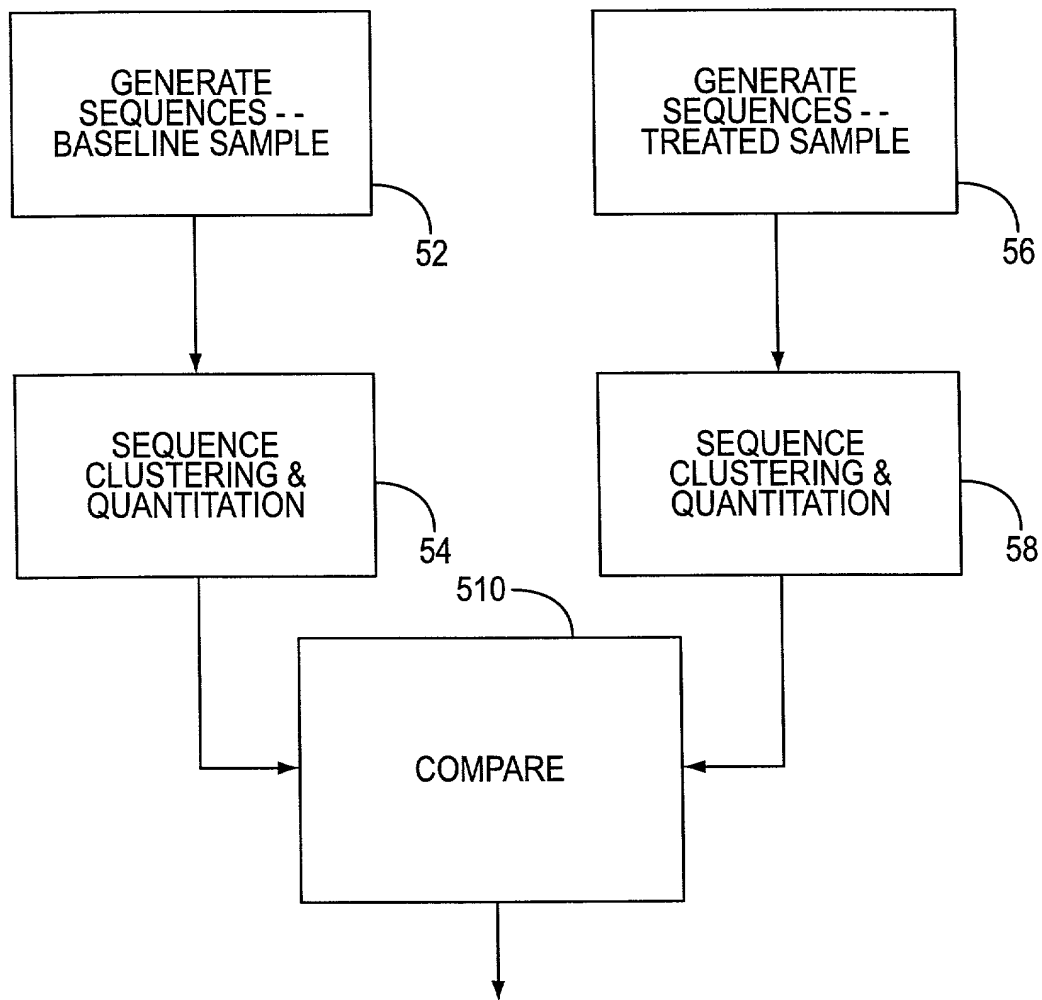 GENERATE
SEQUENCES - -
BASELINE SAMPLE
52
GENERATE
SEQUENCES - -
TREATED SAMPLE
56
SEQUENCE
CLUSTERING &
QUANTITATION
54
SEQUENCE
CLUSTERING &
QUANTITATION
58
510
COMPARE